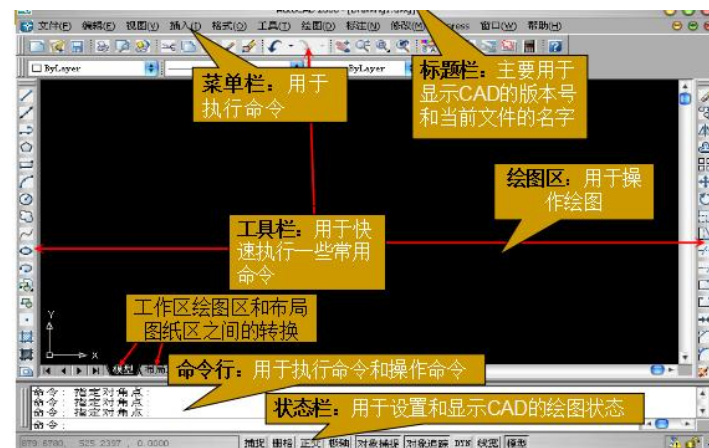 文件(F) 编辑(E) 视图(V) 插入(I) 格式(O) 工具(T) 绘图(D) 标注(N) 修改(M) 窗口(W) 帮助(H)
ByLayer ByLayer
菜单栏：用于
执行命令
标题栏：主要用于
显示CAD的版本号
和当前文件的名字
绘图区：用于操
作绘图
工具栏：用于快
速执行一些常用
命令
工作区绘图区和布局
图纸区之间的转换
Y
X
模型 布局
命令行：用于执行命令和操作命令
命令：指定对角点：
命令：指定对角点：
命令：指定对角点：
命令：
状态栏：用于设置和显示CAD的绘图状态
捕捉 栅格 正交 极轴 对象捕捉 对象追踪 DYN 线宽 模型